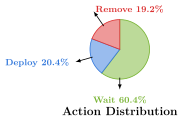 Remove 19.2%
Deploy 20.4%
Wait 60.4%
Action Distribution